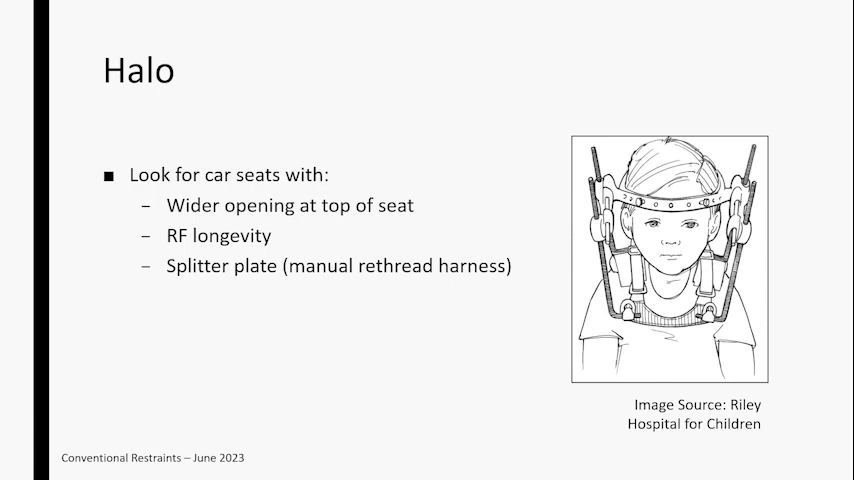 Halo
■ Look for car seats with:
– Wider opening at top of seat
– RF longevity
– Splitter plate (manual rethread harness)
Image Source: Riley
Hospital for Children
Conventional Restraints – June 2023